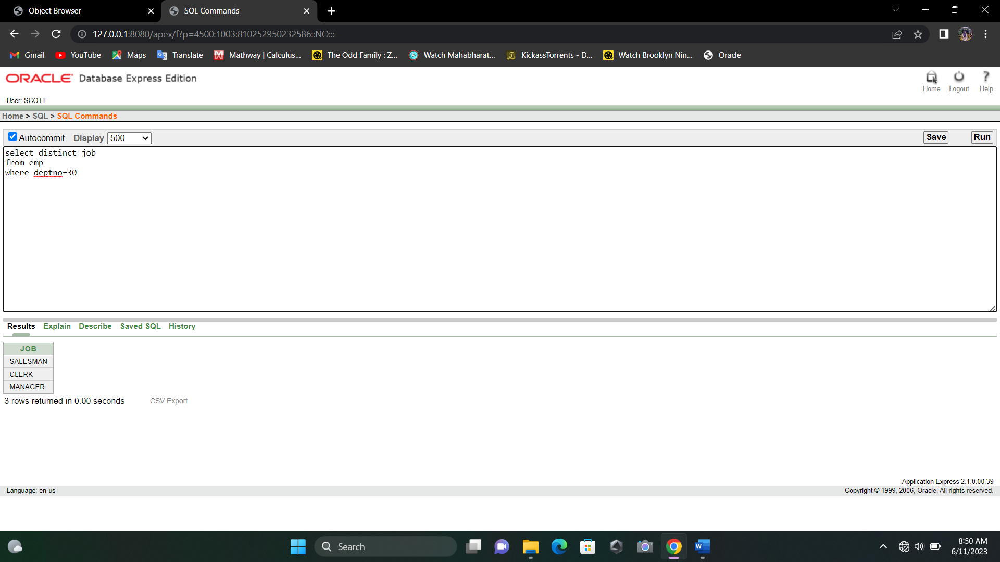 Object Browser
SQL Commands
127.0.0.1:8080/apex/f?p=4500:1003:810252950232586::NO:::
Gmail YouTube Maps Translate Mathway | Calculus... The Odd Family : Z... Watch Mahabharat... KickassTorrents - D... Watch Brooklyn Nin... Oracle
ORACLE Database Express Edition
Home Logout Help
User: SCOTT
Home > SQL > SQL Commands
Autocommit Display 500 Save Run
select distinct job
from emp
where deptno=30
Results Explain Describe Saved SQL History
JOB
SALESMAN
CLERK
MANAGER
3 rows returned in 0.00 seconds CSV Export
Application Express 2.1.0.00.39
Language: en-us Copyright © 1999, 2006, Oracle. All rights reserved.
Search
8:50 AM
6/11/2023